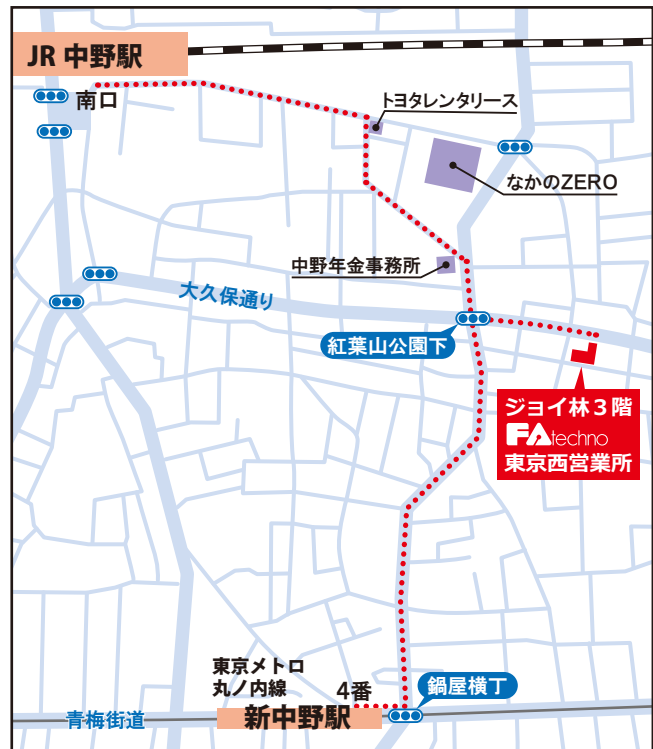 JR 中野駅
南口
トヨタレンタリース
なかのZERO
中野年金事務所
大久保通り
紅葉山公園下
ジョイ林3階
FAtechno
東京西営業所
東京メトロ
丸ノ内線
4番
鍋屋横丁
新中野駅
青梅街道